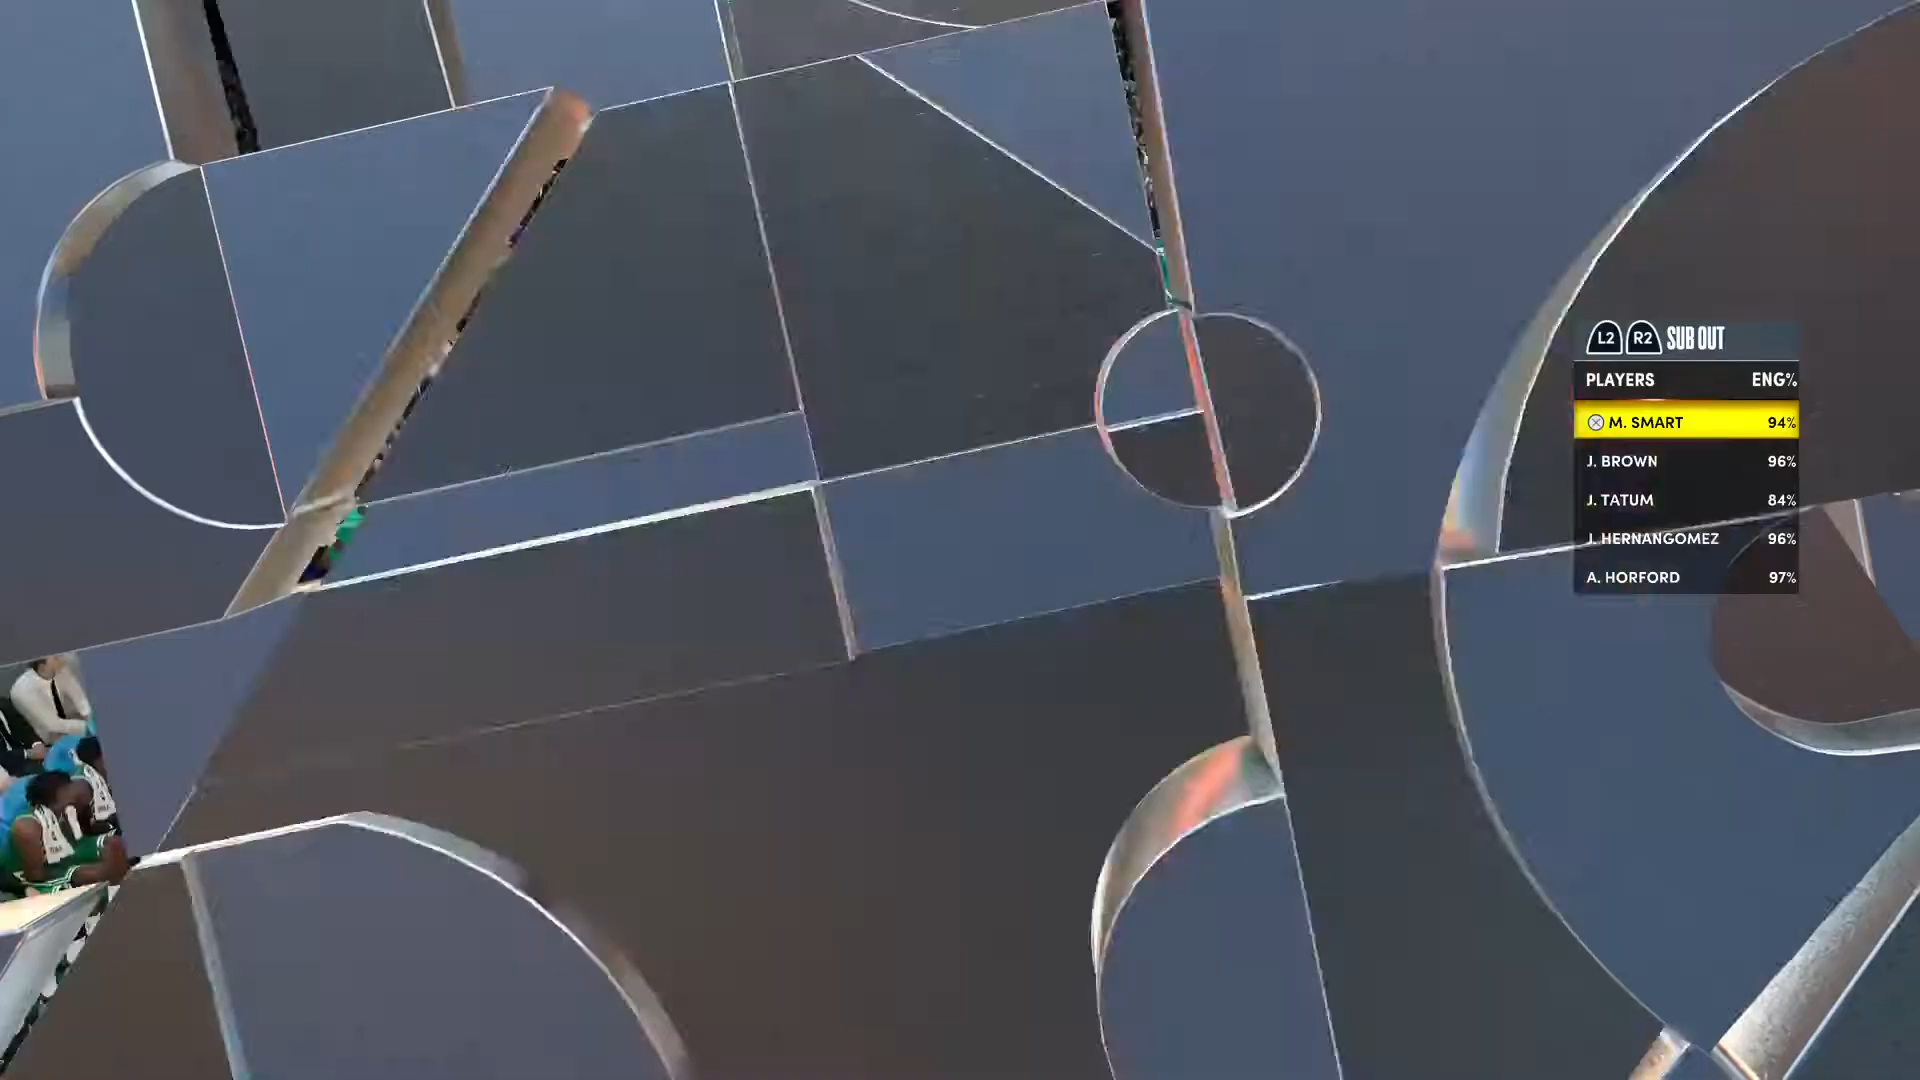 L2 R2 SUB OUT
PLAYERS ENG%
M. SMART 94%
J. BROWN 96%
J. TATUM 84%
J. HERNANGOMEZ 96%
A. HORFORD 97%